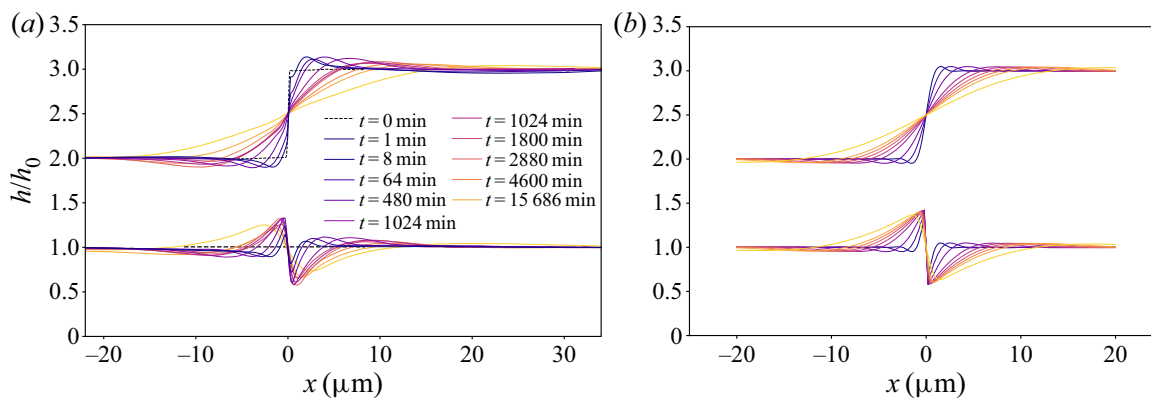 (a)
3.5
3.0
2.5
2.0
1.5
1.0
0.5
0
h/h0
t = 0 min
t = 1 min
t = 8 min
t = 64 min
t = 480 min
t = 1024 min
t = 1024 min
t = 1800 min
t = 2880 min
t = 4600 min
t = 15 686 min
–20 –10 0 10 20 30
x (μm)
(b)
3.5
3.0
2.5
2.0
1.5
1.0
0.5
0
–20 –10 0 10 20
x (μm)